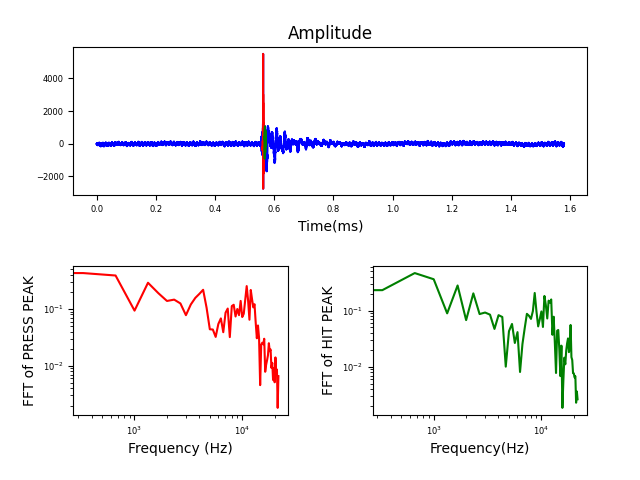 Amplitude
4000
2000
0
−2000
0.0 0.2 0.4 0.6 0.8 1.0 1.2 1.4 1.6
Time(ms)
FFT of PRESS PEAK
10⁻¹
10⁻²
10³ 10⁴
Frequency (Hz)
FFT of HIT PEAK
10⁻¹
10⁻²
10³ 10⁴
Frequency(Hz)